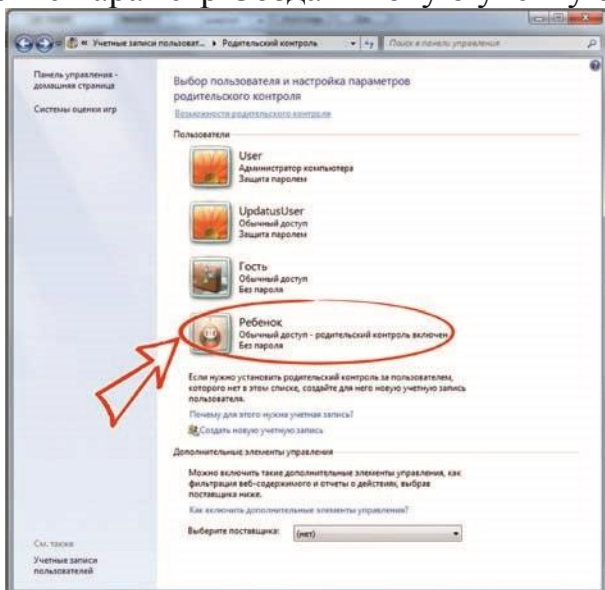 Учетные записи пользоват... ▸ Родительский контроль
Поиск в панели управления
Панель управления -
домашняя страница
Системы оценки игр
Выбор пользователя и настройка параметров
родительского контроля
Возможности родительского контроля
Пользователи
User
Администратор компьютера
Защита паролем
UpdatusUser
Обычный доступ
Защита паролем
Гость
Обычный доступ
Без пароля
Ребенок
Обычный доступ - родительский контроль включен
Без пароля
Если нужно установить родительский контроль за пользователем,
которого нет в этом списке, создайте для него новую учетную запись
пользователя.
Почему для этого нужна учетная запись?
Создать новую учетную запись
Дополнительные элементы управления
Можно включить такие дополнительные элементы управления, как
фильтрация веб-содержимого и отчеты о действиях, выбрав
поставщика ниже.
Как включить дополнительные элементы управления?
Выберите поставщика: (нет)
См. также
Учетные записи
пользователей